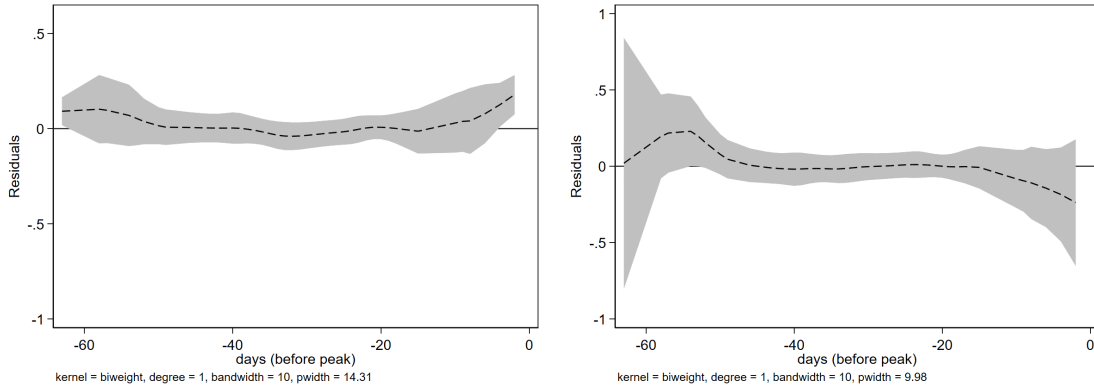 .5
0
-.5
-1
Residuals
-60
-40
-20
0
days (before peak)
kernel = biweight, degree = 1, bandwidth = 10, pwidth = 14.31
1
.5
0
-.5
-1
Residuals
-60
-40
-20
0
days (before peak)
kernel = biweight, degree = 1, bandwidth = 10, pwidth = 9.98